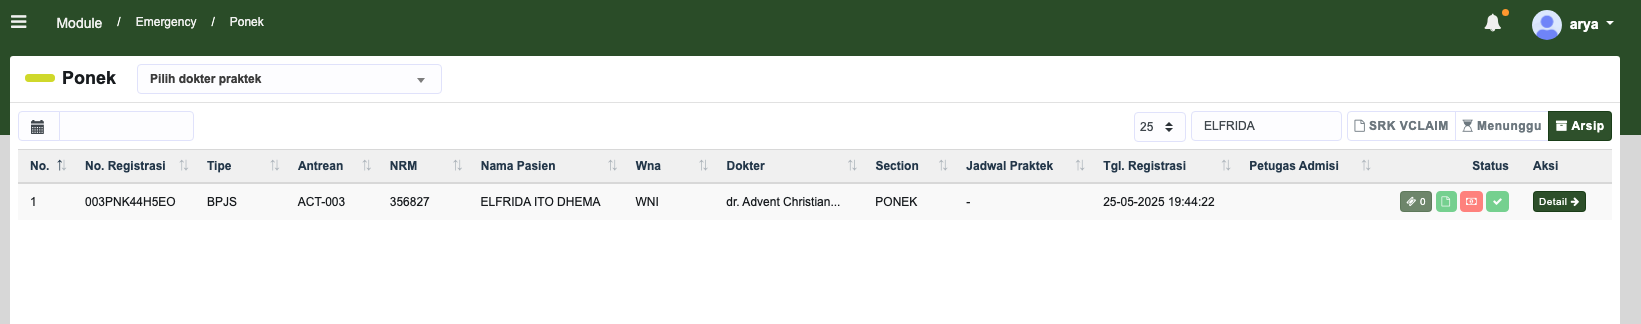 Module / Emergency / Ponek
arya
Ponek
Pilih dokter praktek
25
ELFRIDA
SRK VCLAIM
Menunggu
Arsip
No. No. Registrasi Tipe Antrean NRM Nama Pasien Wna Dokter Section Jadwal Praktek Tgl. Registrasi Petugas Admisi Status Aksi
1 003PNK44H5EO BPJS ACT-003 356827 ELFRIDA ITO DHEMA WNI dr. Advent Christian... PONEK - 25-05-2025 19:44:22 0 Detail